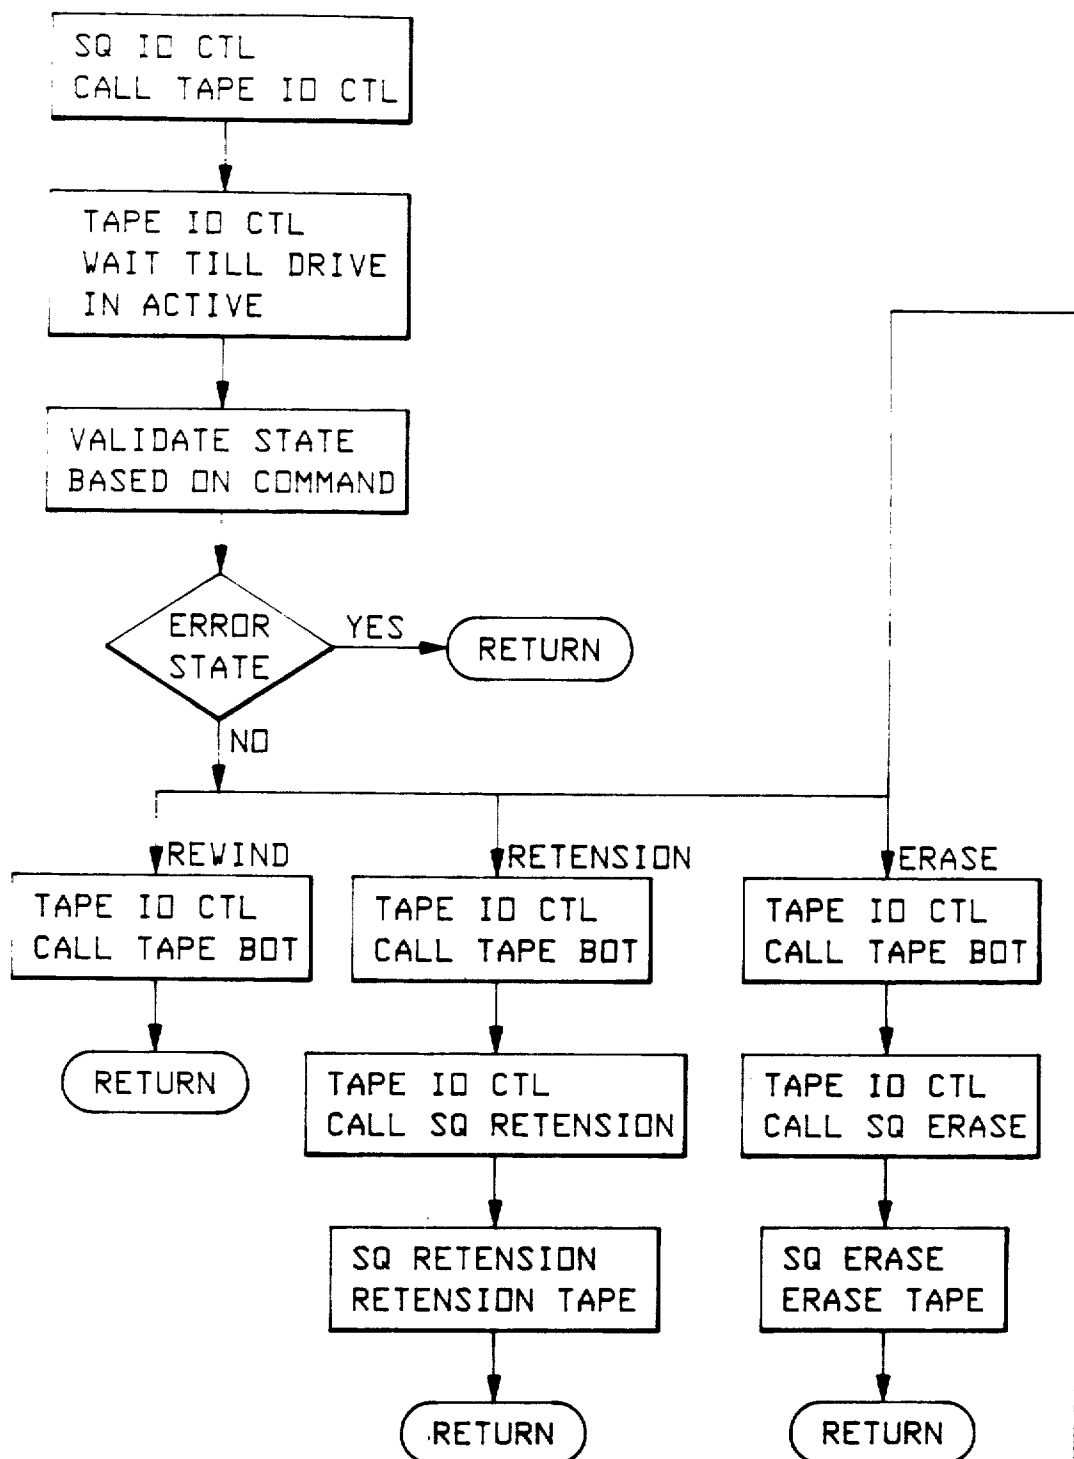 SQ IO CTL
CALL TAPE IO CTL
TAPE IO CTL
WAIT TILL DRIVE
IN ACTIVE
VALIDATE STATE
BASED ON COMMAND
ERROR
STATE
YES
RETURN
NO
REWIND
TAPE IO CTL
CALL TAPE BOT
RETURN
RETENSION
TAPE IO CTL
CALL TAPE BOT
TAPE IO CTL
CALL SQ RETENSION
SQ RETENSION
RETENSION TAPE
RETURN
ERASE
TAPE IO CTL
CALL TAPE BOT
TAPE IO CTL
CALL SQ ERASE
SQ ERASE
ERASE TAPE
RETURN